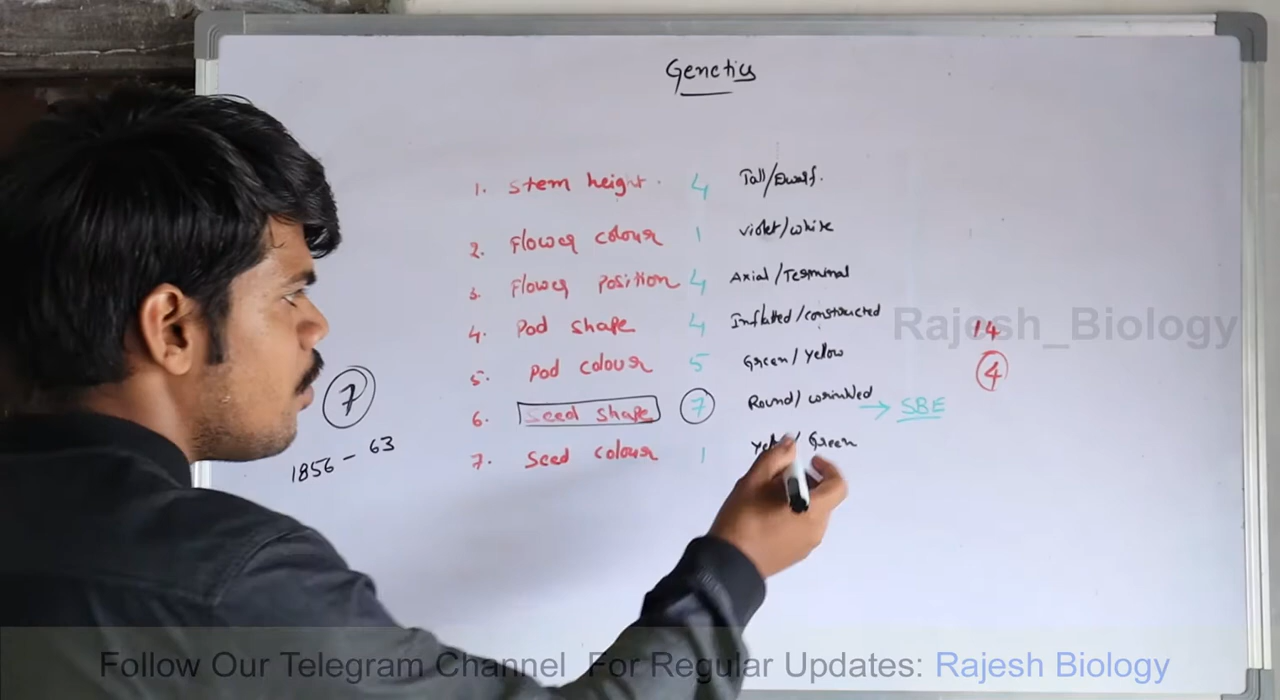 Genetics
1. Stem height. 4 Tall/Dwarf.
2. Flower colour 1 violet/white
3. Flower Position 4 Axial/Terminal
4. Pod shape 4 Inflated/constructed
5. Pod colour 5 Green/Yellow
6. Seed shape 7 Round/wrinkled → SBE
7. Seed colour 1 Green
7
1856 - 63
14
4
Rajesh_Biology
Follow Our Telegram Channel For Regular Updates: Rajesh Biology